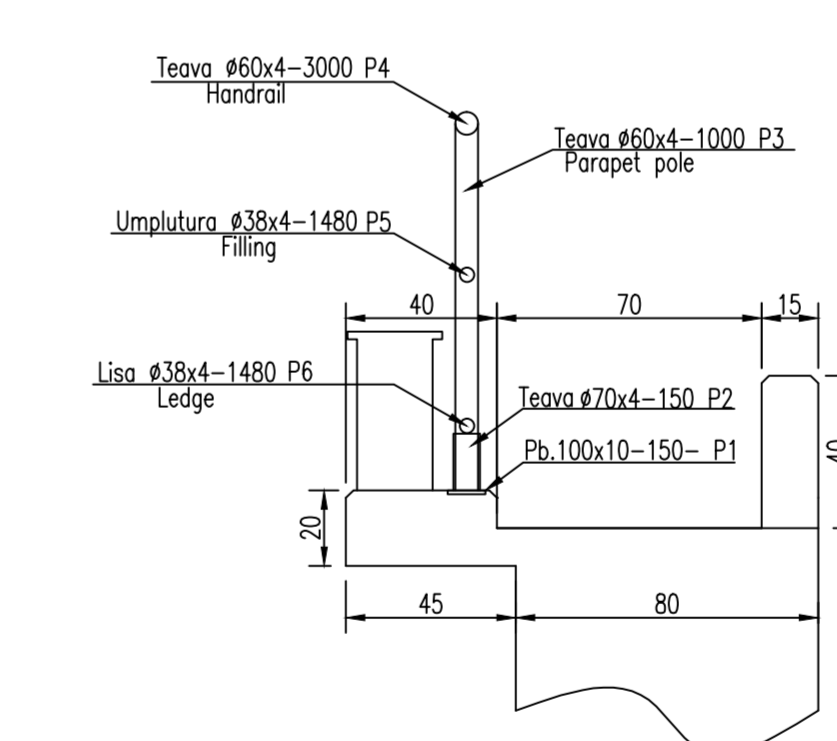 Teava ø60x4-3000 P4
Handrail
Teava ø60x4-1000 P3
Parapet pole
Umplutura ø38x4-1480 P5
Filling
40
70
15
Lisa ø38x4-1480 P6
Ledge
Teava ø70x4-150 P2
Pb.100x10-150- P1
40
20
45
80